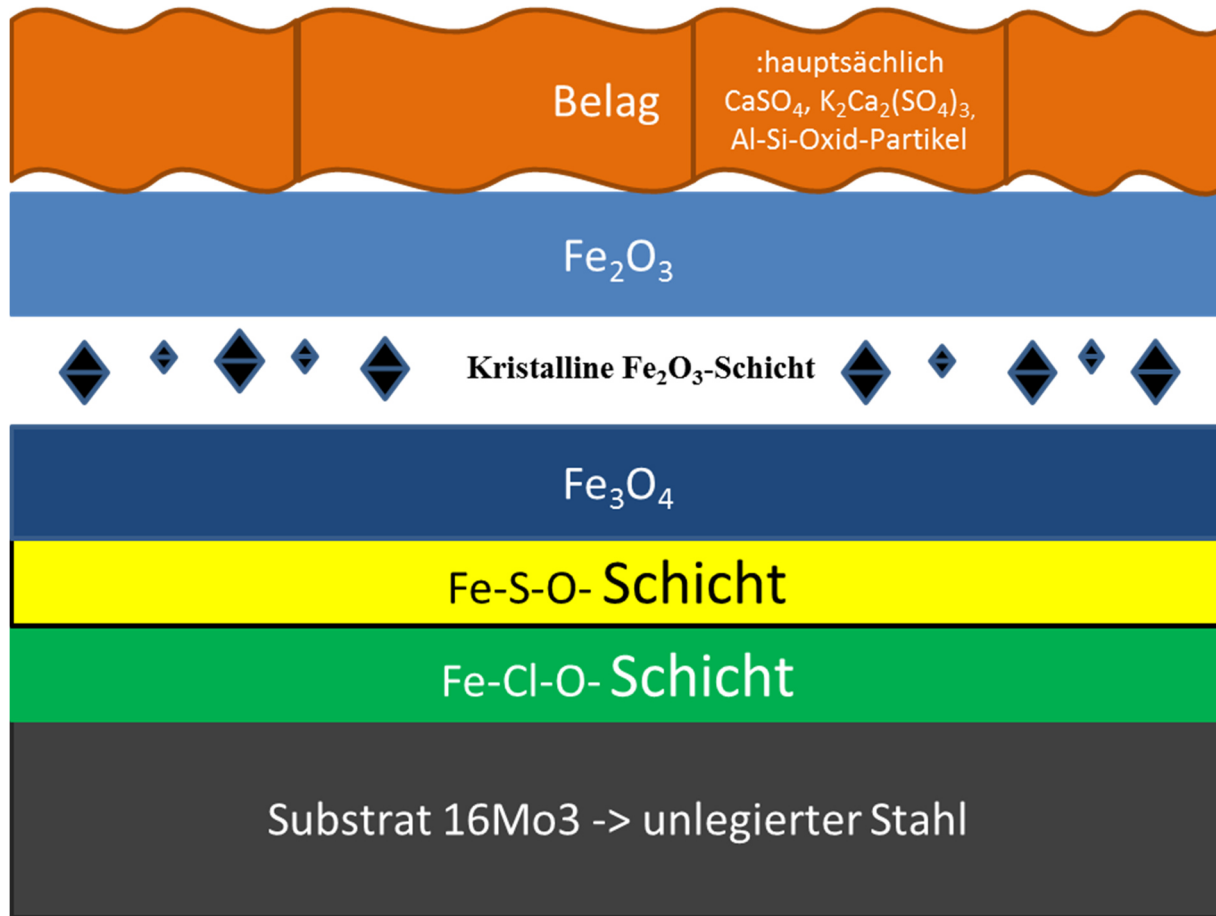 Belag
:hauptsächlich
CaSO₄, K₂Ca₂(SO₄)₃,
Al-Si-Oxid-Partikel
Fe₂O₃
Kristalline Fe₂O₃-Schicht
Fe₃O₄
Fe-S-O- Schicht
Fe-Cl-O- Schicht
Substrat 16Mo3 -> unlegierter Stahl